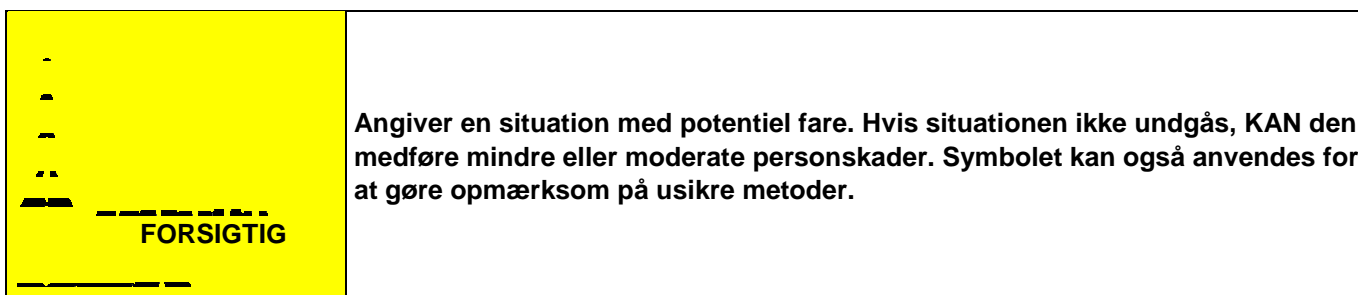 FORSIGTIG
Angiver en situation med potentiel fare. Hvis situationen ikke undgås, KAN den
medføre mindre eller moderate personskader. Symbolet kan også anvendes for
at gøre opmærksom på usikre metoder.